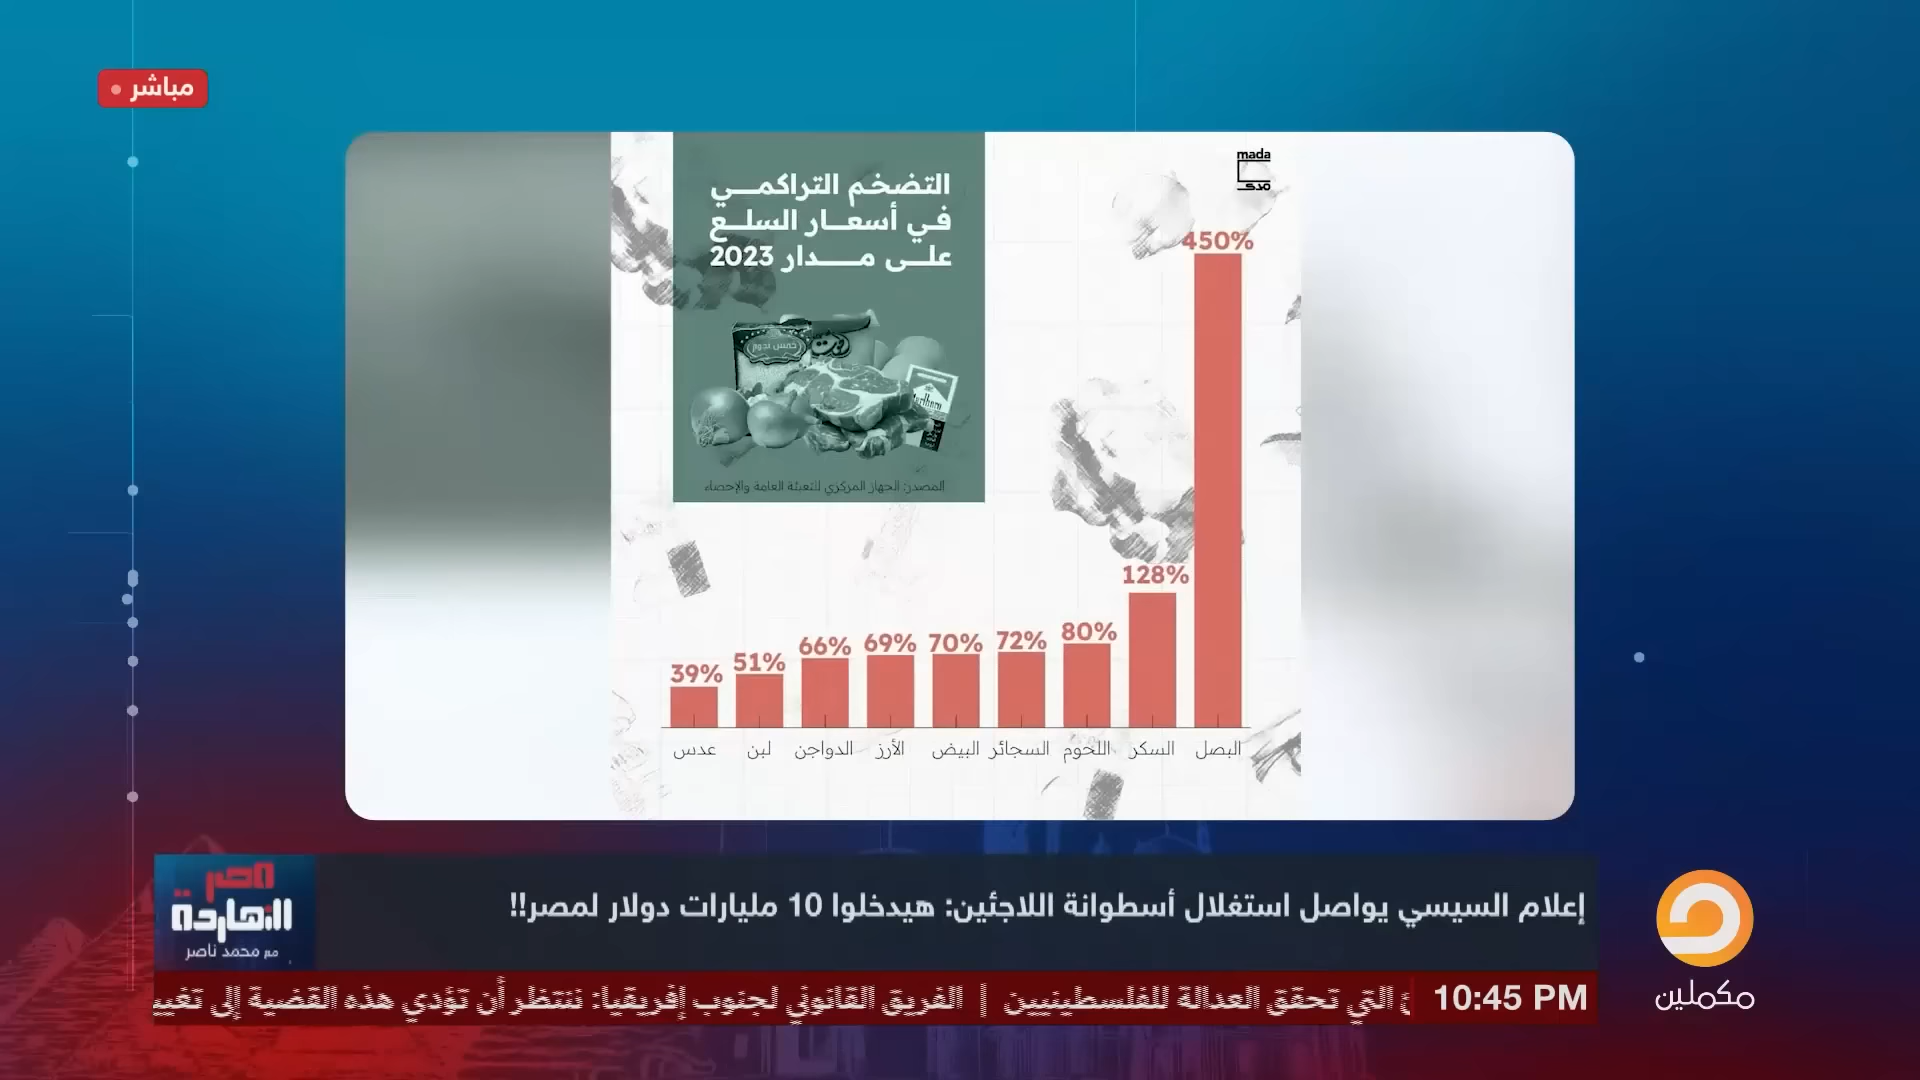 مباشر
mada
مدى
التضخم التراكمي
في أسعار السلع
على مدار 2023
خمس نجوم
المصدر: الجهاز المركزي للتعبئة العامة والإحصاء
450%
128%
80%
72%
70%
69%
66%
51%
39%
البصل
السكر
اللحوم
السجائر
البيض
الأرز
الدواجن
لبن
عدس
إعلام السيسي يواصل استغلال أسطوانة اللاجئين: هيدخلوا 10 مليارات دولار لمصر!!
مصر
النهاردة
مع محمد ناصر
التي تحقق العدالة للفلسطينيين | الفريق القانوني لجنوب إفريقيا: ننتظر أن تؤدي هذه القضية إلى
10:45 PM
مكملين